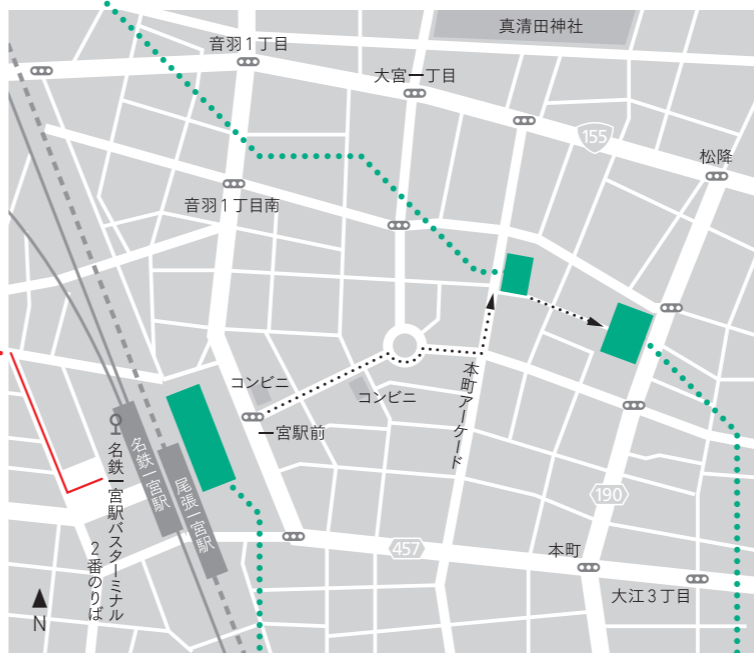 真清田神社
音羽1丁目
大宮一丁目
155
松降
音羽1丁目南
コンビニ
コンビニ
本町アーケード
一宮駅前
名鉄一宮駅
尾張一宮駅
名鉄一宮駅バスターミナル
2番のりば
190
457
本町
大江3丁目
N